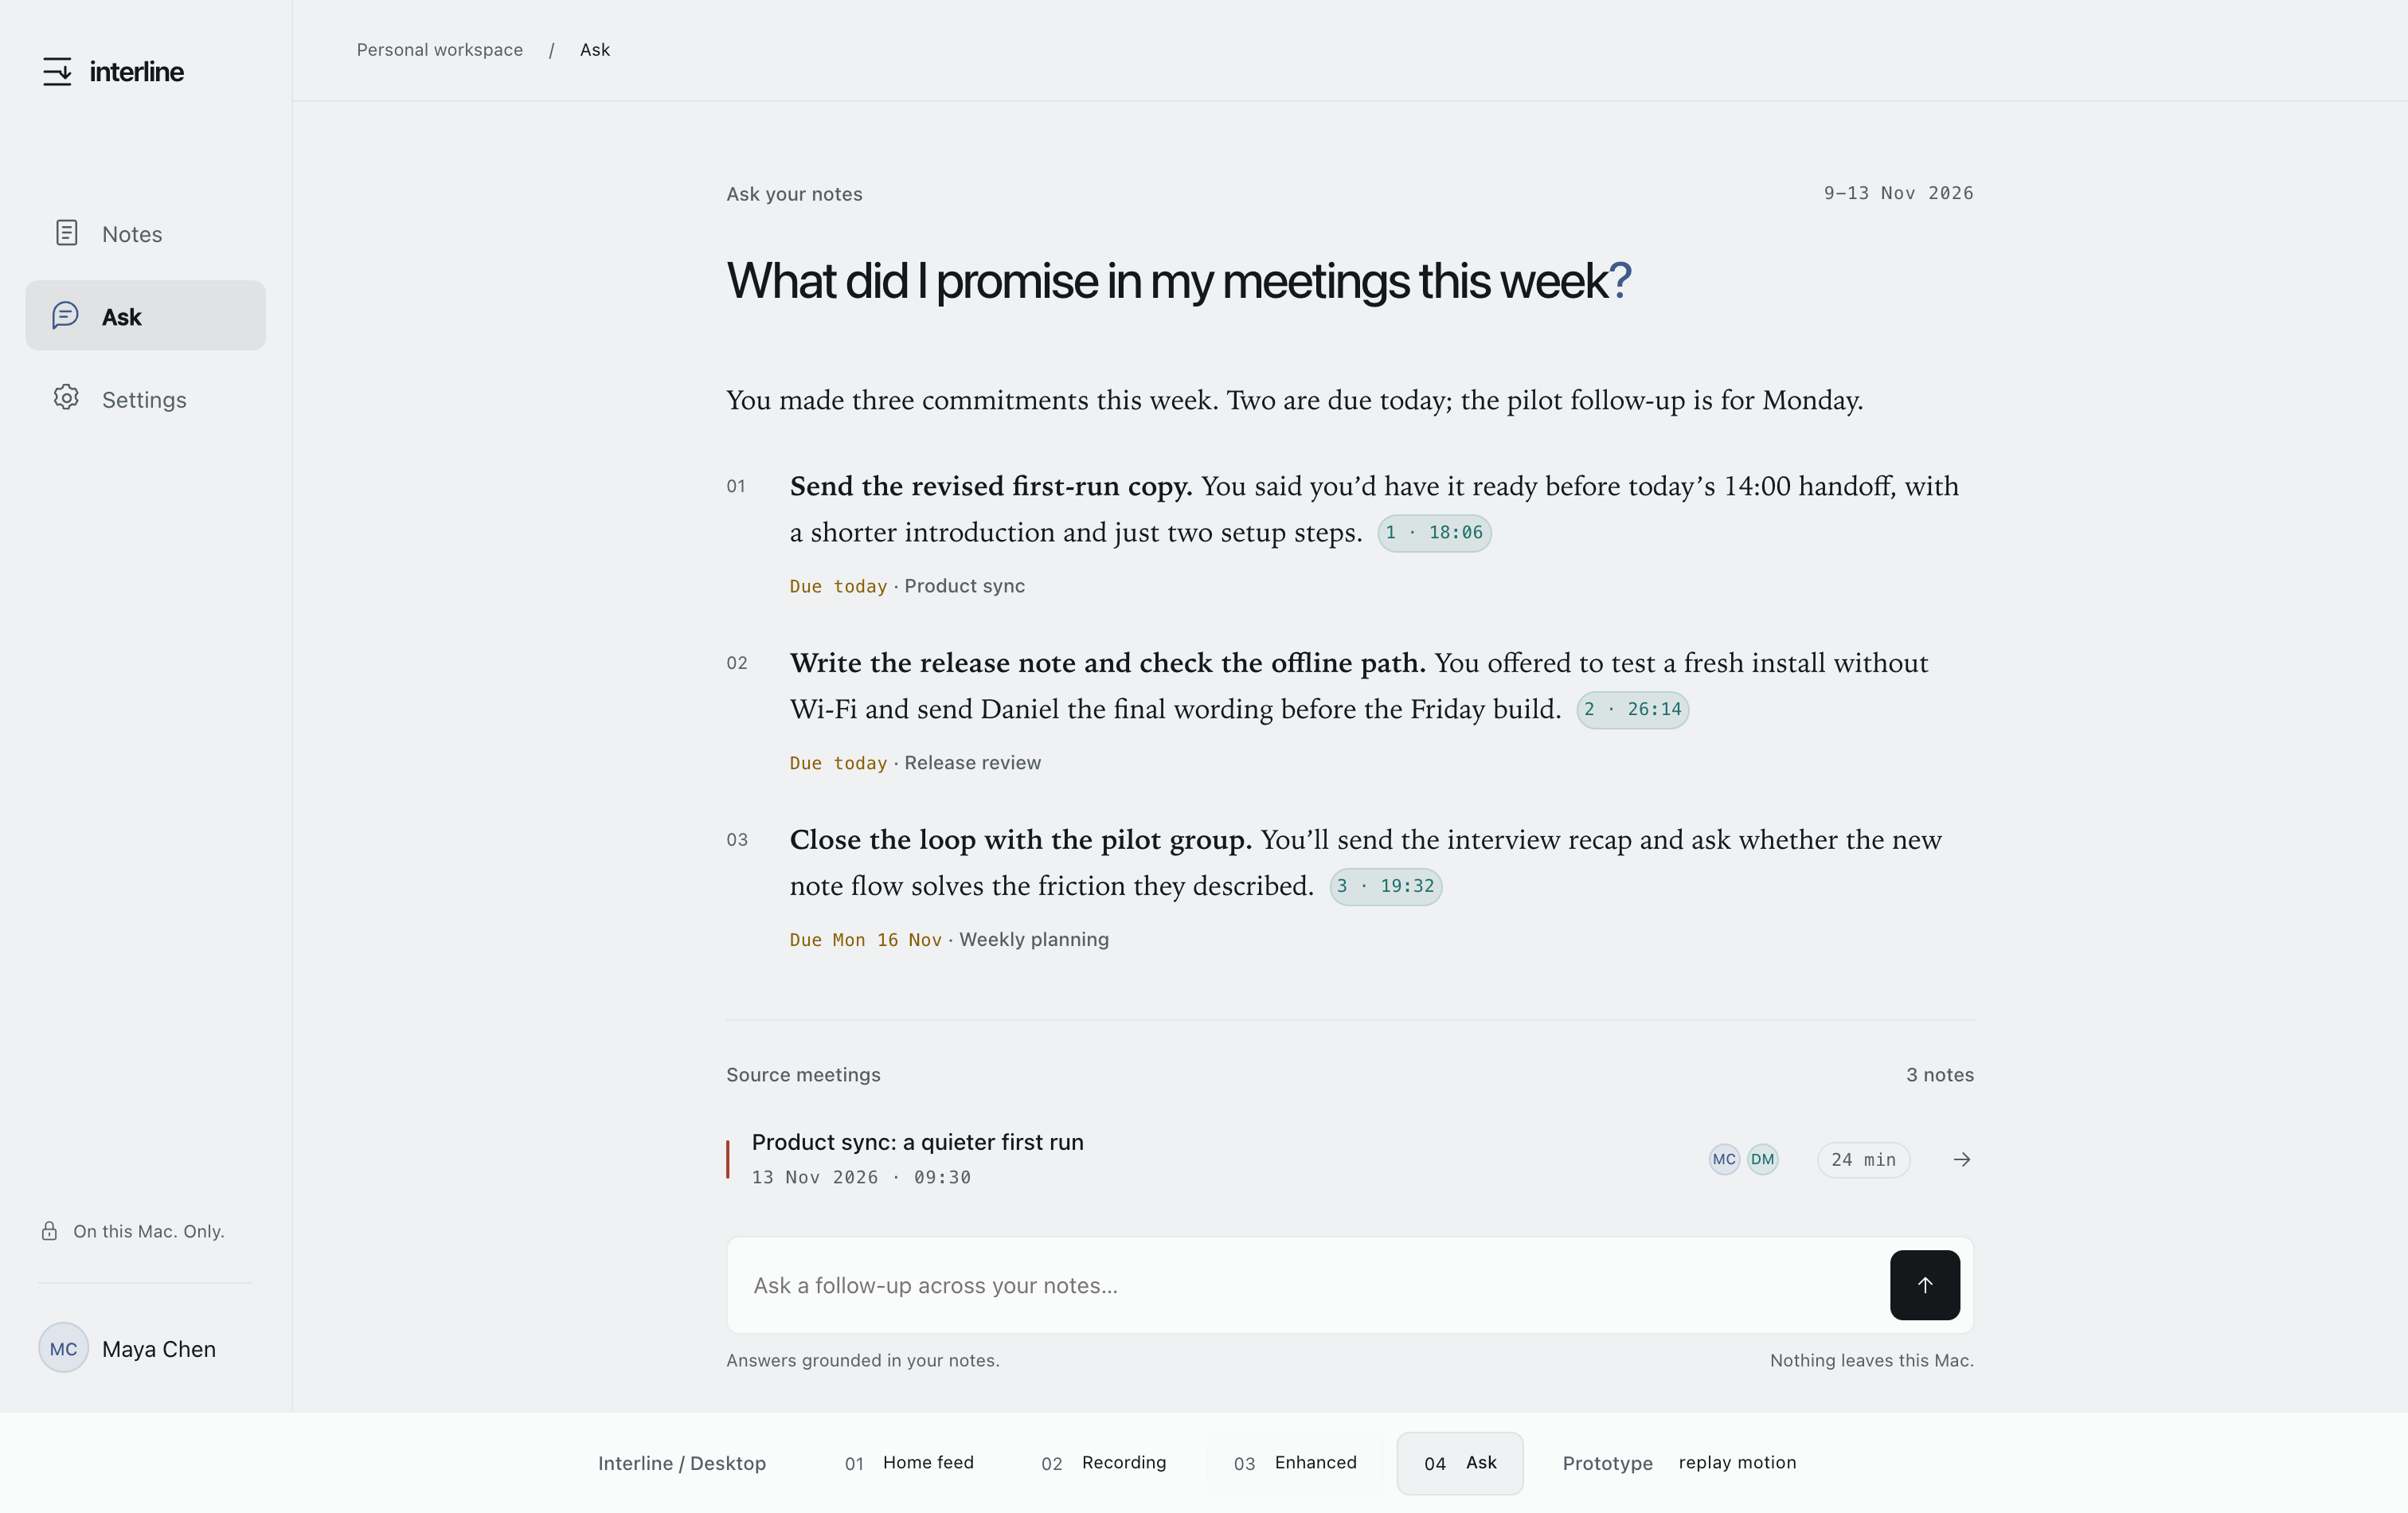 interline
Personal workspace / Ask
Notes
Ask
Settings
Ask your notes
9–13 Nov 2026
What did I promise in my meetings this week?
You made three commitments this week. Two are due today; the pilot follow-up is for Monday.
01 Send the revised first-run copy. You said you’d have it ready before today’s 14:00 handoff, with
a shorter introduction and just two setup steps. 1 · 18:06
Due today · Product sync
02 Write the release note and check the offline path. You offered to test a fresh install without
Wi-Fi and send Daniel the final wording before the Friday build. 2 · 26:14
Due today · Release review
03 Close the loop with the pilot group. You’ll send the interview recap and ask whether the new
note flow solves the friction they described. 3 · 19:32
Due Mon 16 Nov · Weekly planning
Source meetings
3 notes
Product sync: a quieter first run
13 Nov 2026 · 09:30
MC DM 24 min
On this Mac. Only.
MC Maya Chen
Ask a follow-up across your notes...
Answers grounded in your notes.
Nothing leaves this Mac.
Interline / Desktop 01 Home feed 02 Recording 03 Enhanced 04 Ask Prototype replay motion